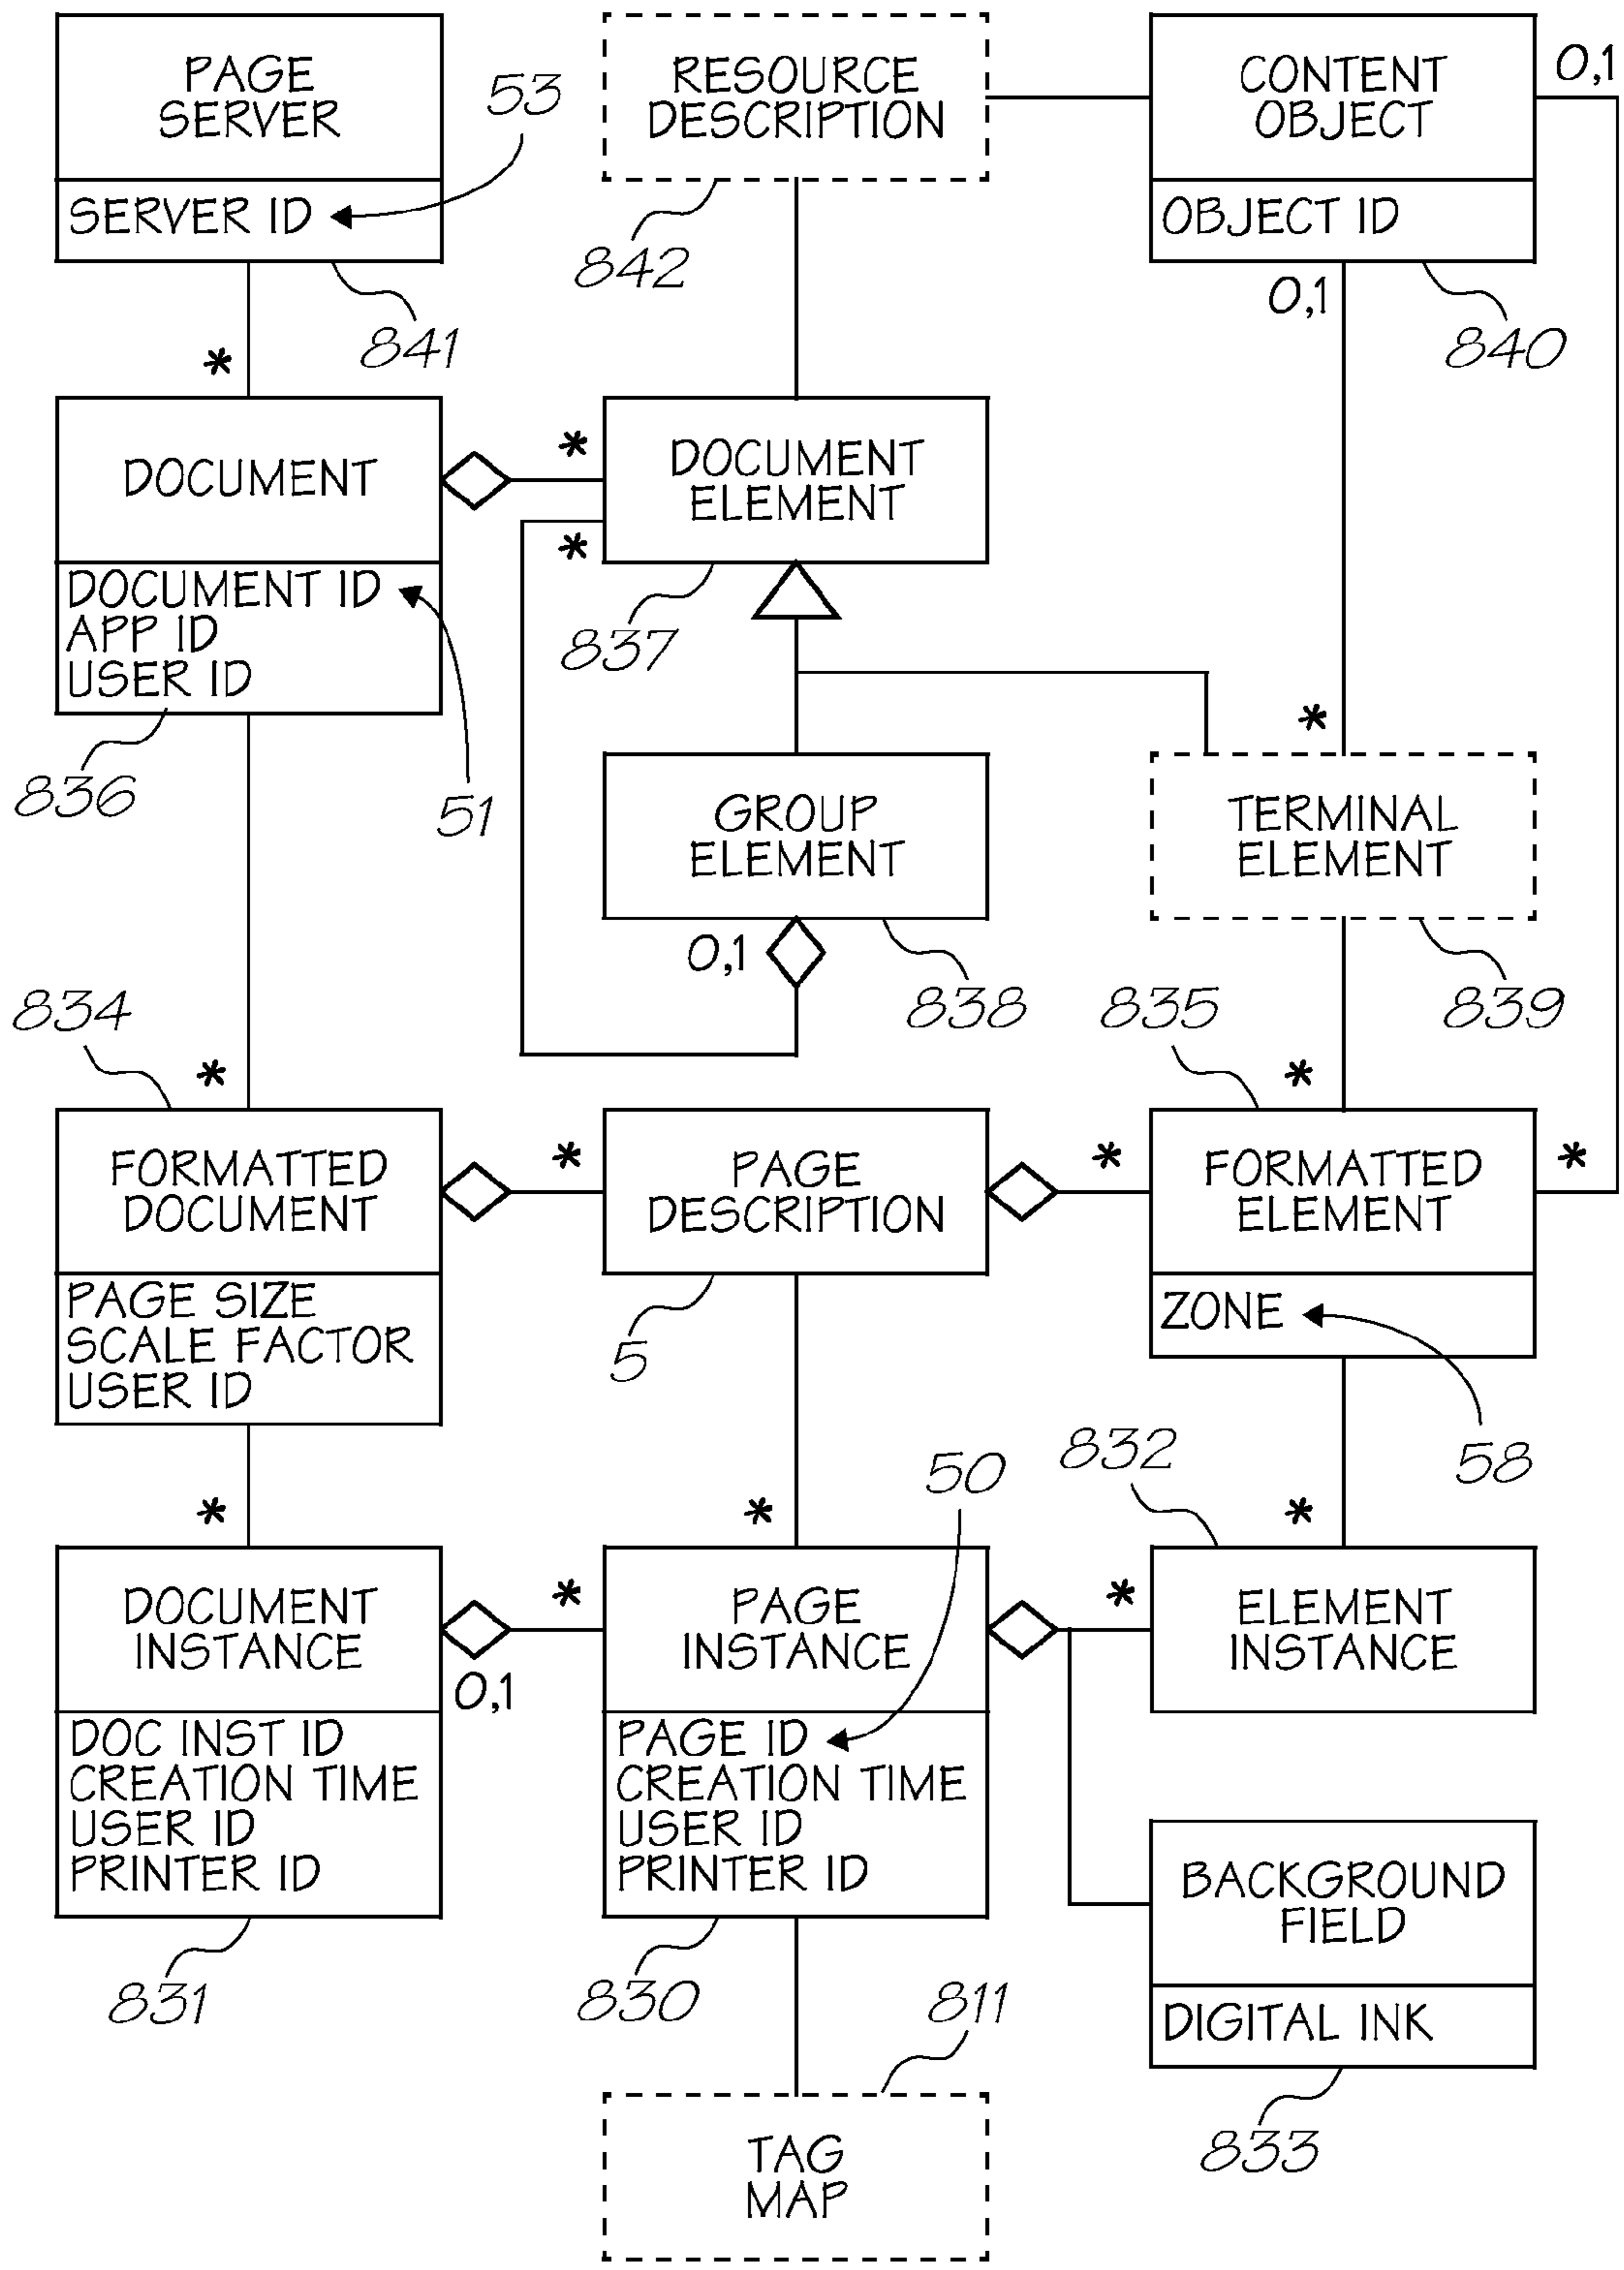 PAGE
SERVER
SERVER ID
53
841
RESOURCE
DESCRIPTION
842
CONTENT
OBJECT
OBJECT ID
0,1
0,1
840
*
DOCUMENT
DOCUMENT ID
APP ID
USER ID
836
51
*
*
DOCUMENT
ELEMENT
837
GROUP
ELEMENT
0,1
838
*
TERMINAL
ELEMENT
839
834
*
FORMATTED
DOCUMENT
PAGE SIZE
SCALE FACTOR
USER ID
*
PAGE
DESCRIPTION
5
835
*
*
FORMATTED
ELEMENT
*
ZONE
58
*
DOCUMENT
INSTANCE
0,1
DOC INST ID
CREATION TIME
USER ID
PRINTER ID
831
*
50
*
PAGE
INSTANCE
PAGE ID
CREATION TIME
USER ID
PRINTER ID
830
832
*
*
ELEMENT
INSTANCE
BACKGROUND
FIELD
DIGITAL INK
833
811
TAG
MAP